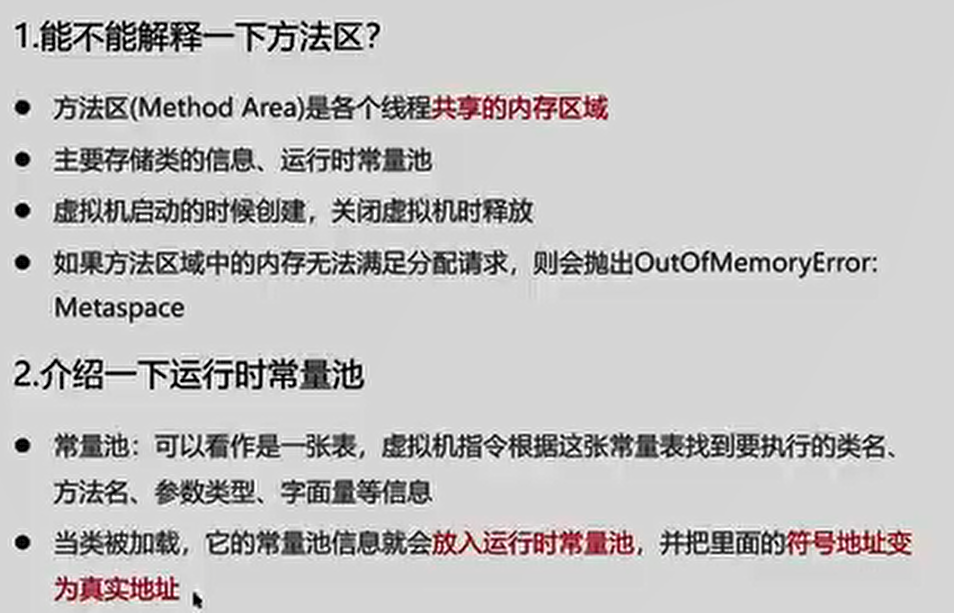 1.能不能解释一下方法区?
● 方法区(Method Area)是各个线程共享的内存区域
● 主要存储类的信息、运行时常量池
● 虚拟机启动的时候创建，关闭虚拟机时释放
● 如果方法区域中的内存无法满足分配请求，则会抛出OutOfMemoryError:
Metaspace
2.介绍一下运行时常量池
● 常量池：可以看作是一张表，虚拟机指令根据这张常量表找到要执行的类名、
方法名、参数类型、字面量等信息
● 当类被加载，它的常量池信息就会放入运行时常量池，并把里面的符号地址变
为真实地址